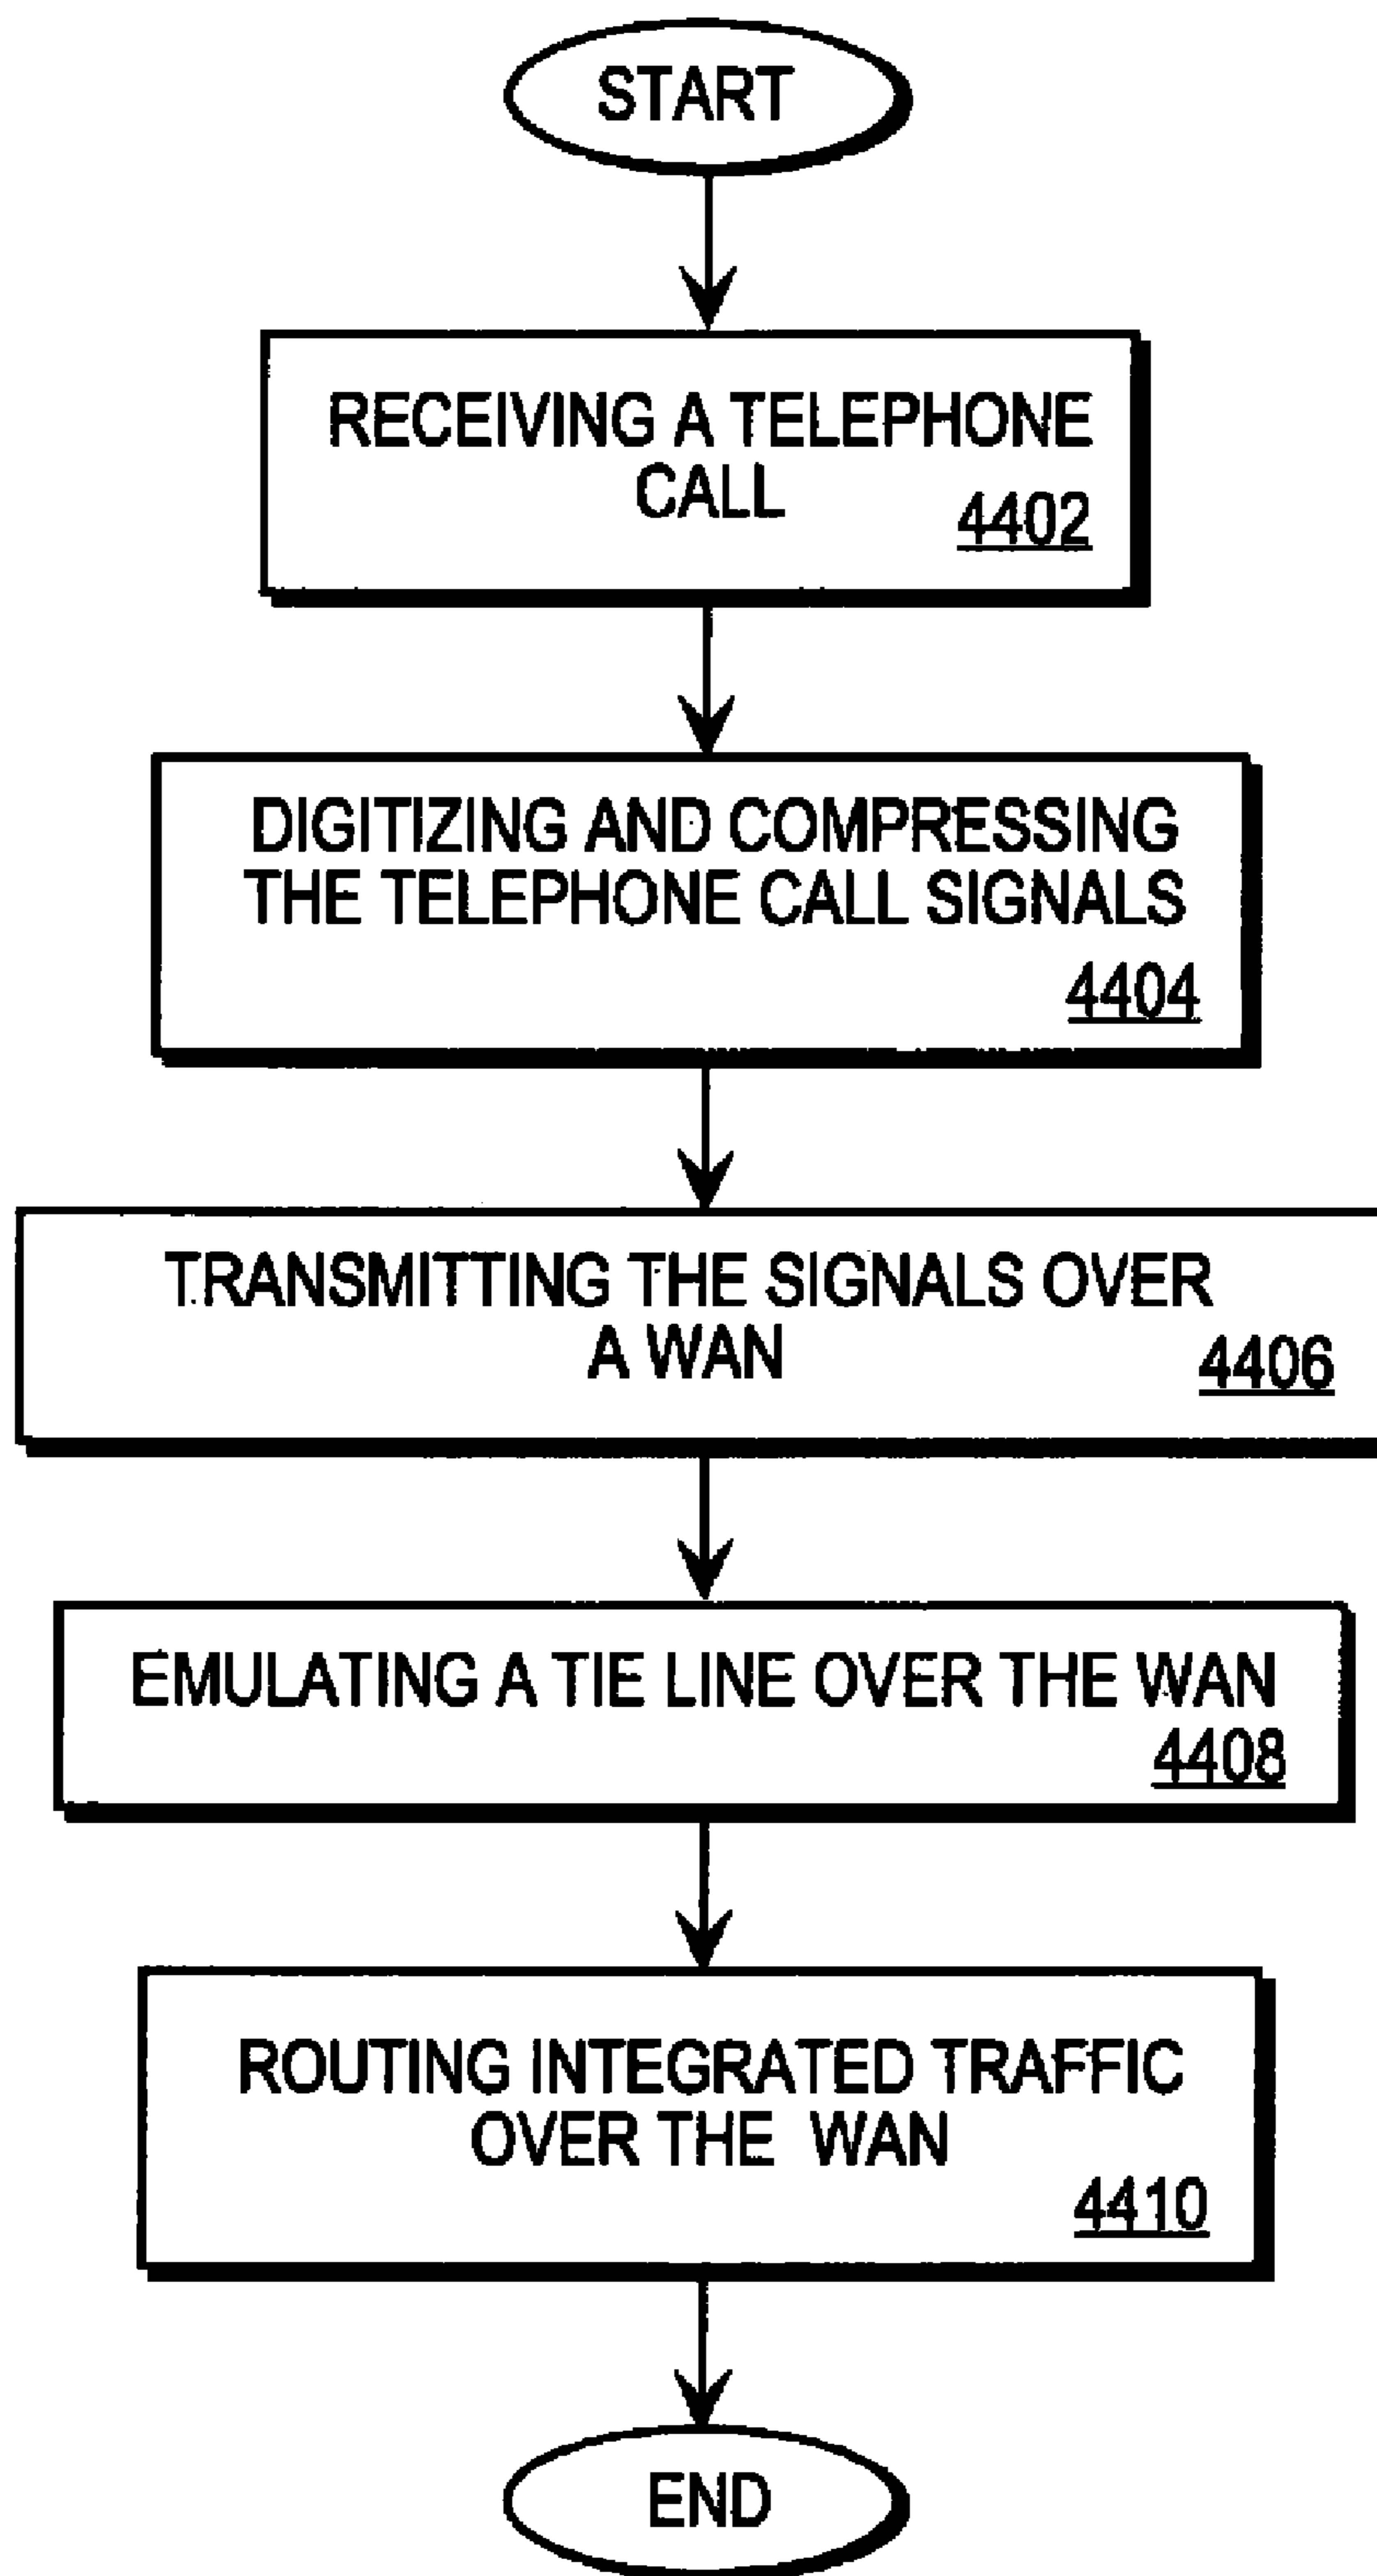 START
RECEIVING A TELEPHONE
CALL
4402
DIGITIZING AND COMPRESSING
THE TELEPHONE CALL SIGNALS
4404
TRANSMITTING THE SIGNALS OVER
A WAN
4406
EMULATING A TIE LINE OVER THE WAN
4408
ROUTING INTEGRATED TRAFFIC
OVER THE WAN
4410
END